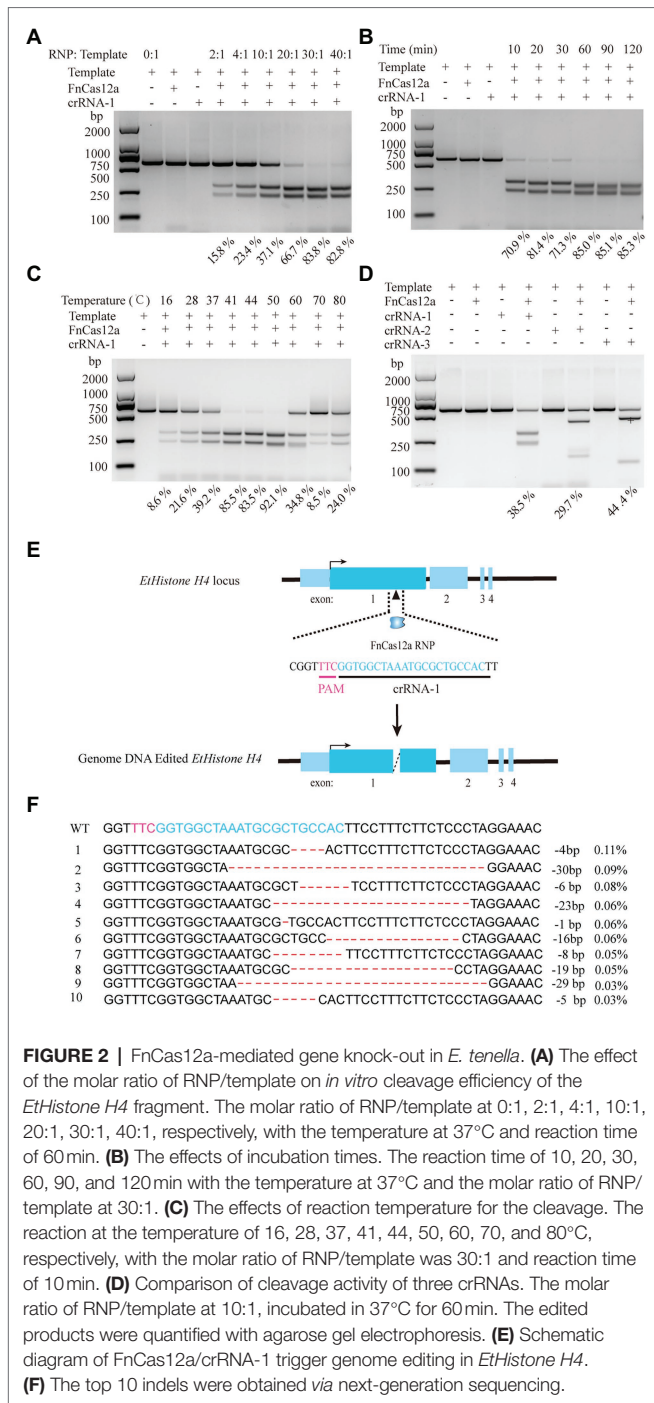 A
RNP: Template 0:1 2:1 4:1 10:1 20:1 30:1 40:1
Template + + + + + + + + +
FnCas12a - + - + + + + + +
crRNA-1 - - + + + + + + +
bp
2000
1000
750
500
250
100
15.8 % 23.4 % 37.1 % 66.7 % 83.8 % 82.8 %
B
Time (min) 10 20 30 60 90 120
Template + + + + + + + + +
FnCas12a - + - + + + + + +
crRNA-1 - - + + + + + + +
bp
2000
1000
750
500
250
100
70.9 % 81.4 % 71.3 % 85.0 % 85.1 % 85.3 %
C
Temperature ( C ) 16 28 37 41 44 50 60 70 80
Template + + + + + + + + + +
FnCas12a - + + + + + + + + +
crRNA-1 - + + + + + + + + +
bp
2000
1000
750
500
250
100
8.6 % 21.6 % 39.2 % 85.5 % 83.5 % 92.1 % 34.8 % 8.5 % 24.0 %
D
Template + + + + + + + +
FnCas12a - + - + - + - +
crRNA-1 - - + + - - - -
crRNA-2 - - - - + + - -
crRNA-3 - - - - - - + +
bp
2000
1000
750
500
250
100
38.5 % 29.7 % 44 .4 %
E
EtHistone H4 locus
exon: 1 2 3 4
FnCas12a RNP
CGGTTTCGGTGGCTAAATGCGCTGCCACTT
PAM crRNA-1
Genome DNA Edited EtHistone H4
exon: 1 2 3 4
F
WT GGTTTCGGTGGCTAAATGCGCTGCCACTTCCTTTCTTCTCCCTAGGAAAC
1 GGTTTCGGTGGCTAAATGCGC----ACTTCCTTTCTTCTCCCTAGGAAAC -4bp 0.11%
2 GGTTTCGGTGGCTA------------------------------GGAAAC -30bp 0.09%
3 GGTTTCGGTGGCTAAATGCGCT------TCCTTTCTTCTCCCTAGGAAAC -6 bp 0.08%
4 GGTTTCGGTGGCTAAATGC-----------------------TAGGAAAC -23bp 0.06%
5 GGTTTCGGTGGCTAAATGCG-TGCCACTTCCTTTCTTCTCCCTAGGAAAC -1 bp 0.06%
6 GGTTTCGGTGGCTAAATGCGCTGCC----------------CTAGGAAAC -16bp 0.06%
7 GGTTTCGGTGGCTAAATGC--------TTCCTTTCTTCTCCCTAGGAAAC -8 bp 0.05%
8 GGTTTCGGTGGCTAAATGCGC-------------------CCTAGGAAAC -19 bp 0.05%
9 GGTTTCGGTGGCTAA-----------------------------GGAAAC -29 bp 0.03%
10 GGTTTCGGTGGCTAAATGC-----CACTTCCTTTCTTCTCCCTAGGAAAC -5 bp 0.03%
FIGURE 2 | FnCas12a-mediated gene knock-out in E. tenella. (A) The effect
of the molar ratio of RNP/template on in vitro cleavage efficiency of the
EtHistone H4 fragment. The molar ratio of RNP/template at 0:1, 2:1, 4:1, 10:1,
20:1, 30:1, 40:1, respectively, with the temperature at 37°C and reaction time
of 60 min. (B) The effects of incubation times. The reaction time of 10, 20, 30,
60, 90, and 120 min with the temperature at 37°C and the molar ratio of RNP/
template at 30:1. (C) The effects of reaction temperature for the cleavage. The
reaction at the temperature of 16, 28, 37, 41, 44, 50, 60, 70, and 80°C,
respectively, with the molar ratio of RNP/template was 30:1 and reaction time
of 10 min. (D) Comparison of cleavage activity of three crRNAs. The molar
ratio of RNP/template at 10:1, incubated in 37°C for 60 min. The edited
products were quantified with agarose gel electrophoresis. (E) Schematic
diagram of FnCas12a/crRNA-1 trigger genome editing in EtHistone H4.
(F) The top 10 indels were obtained via next-generation sequencing.